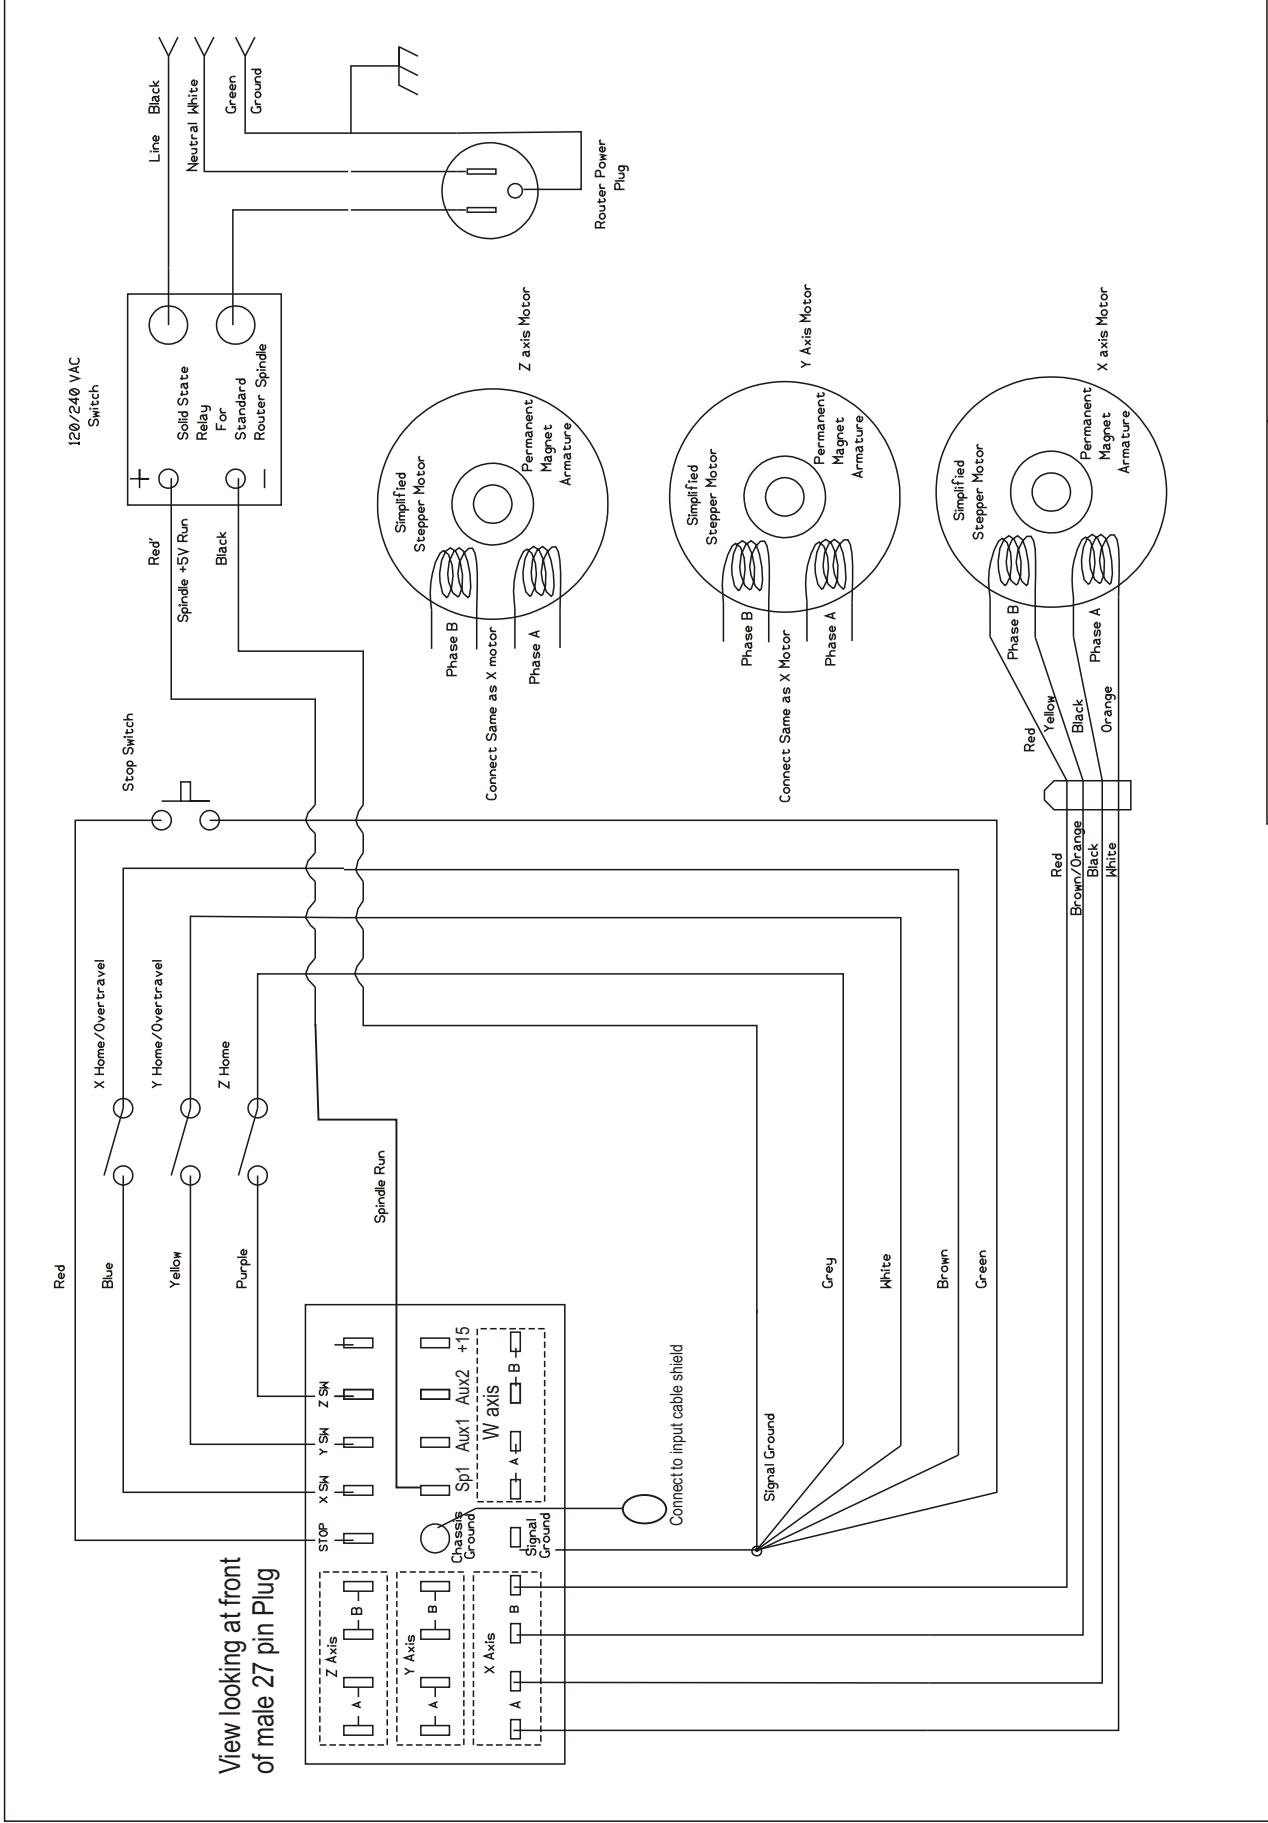 120/240 VAC
Switch
Line Black
Neutral White
Green
Ground
Router Power
Plug
Solid State
Relay
For
Standard
Router Spindle
+
−
Red'
Spindle +5V Run
Black
Stop Switch
Z axis Motor
Simplified
Stepper Motor
Permanent
Magnet
Armature
Phase B
Phase A
Connect Same as X motor
Y Axis Motor
Simplified
Stepper Motor
Permanent
Magnet
Armature
Phase B
Phase A
Connect Same as X Motor
X axis Motor
Simplified
Stepper Motor
Permanent
Magnet
Armature
Phase B
Phase A
Red
Yellow
Black
Orange
Red
Brown/Orange
Black
White
X Home/Overtravel
Y Home/Overtravel
Z Home
Red
Blue
Yellow
Purple
Spindle Run
Grey
White
Brown
Green
View looking at front
of male 27 pin Plug
STOP
X SW
Y SW
Z SW
Sp1
Aux1
Aux2
+15
W axis
A
B
Chassis
Ground
Signal
Ground
Connect to input cable shield
Signal Ground
Z Axis
A
B
Y Axis
A
B
X Axis
A
B